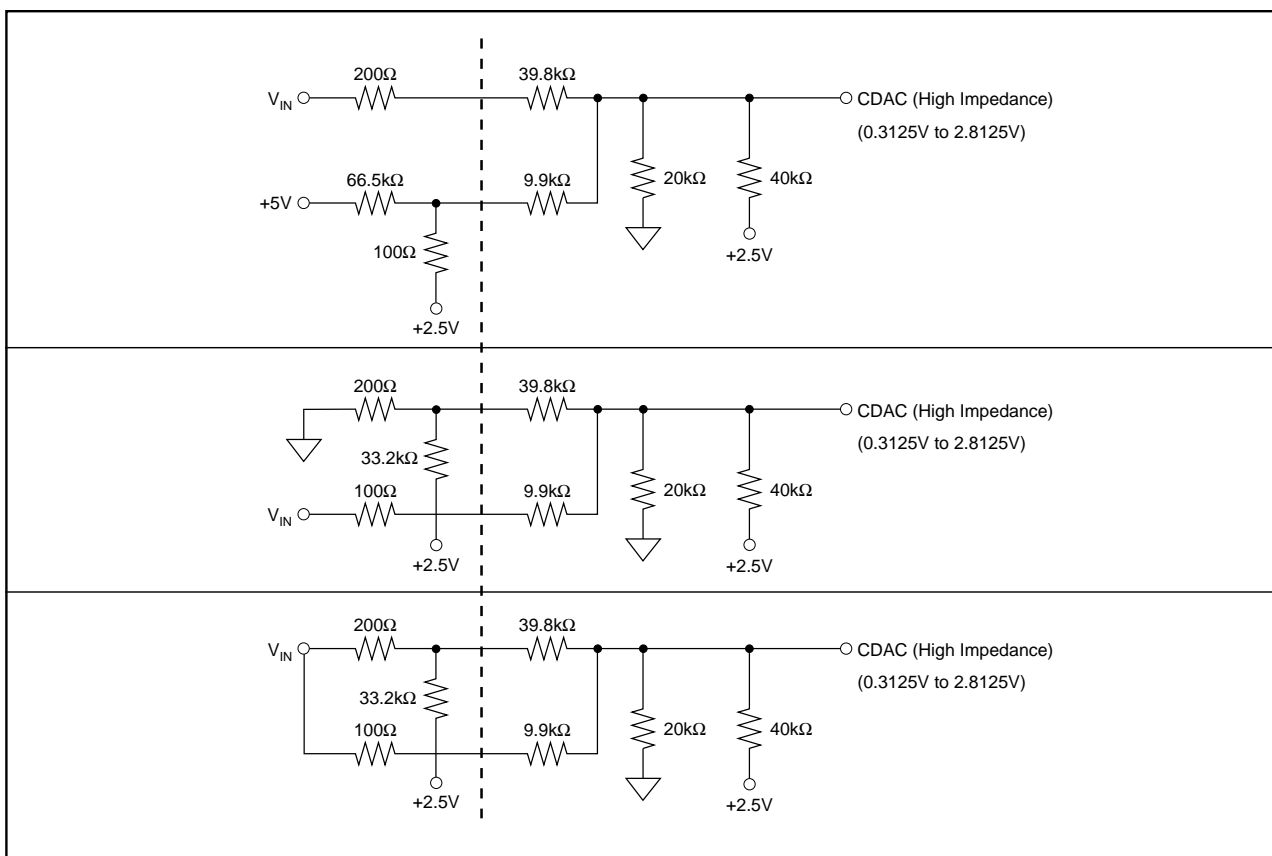 200Ω
39.8kΩ
V_IN
CDAC (High Impedance)
(0.3125V to 2.8125V)
66.5kΩ
9.9kΩ
20kΩ
40kΩ
+5V
100Ω
+2.5V
+2.5V
200Ω
39.8kΩ
CDAC (High Impedance)
(0.3125V to 2.8125V)
33.2kΩ
100Ω
9.9kΩ
20kΩ
40kΩ
V_IN
+2.5V
+2.5V
200Ω
39.8kΩ
V_IN
CDAC (High Impedance)
(0.3125V to 2.8125V)
33.2kΩ
100Ω
9.9kΩ
20kΩ
40kΩ
+2.5V
+2.5V